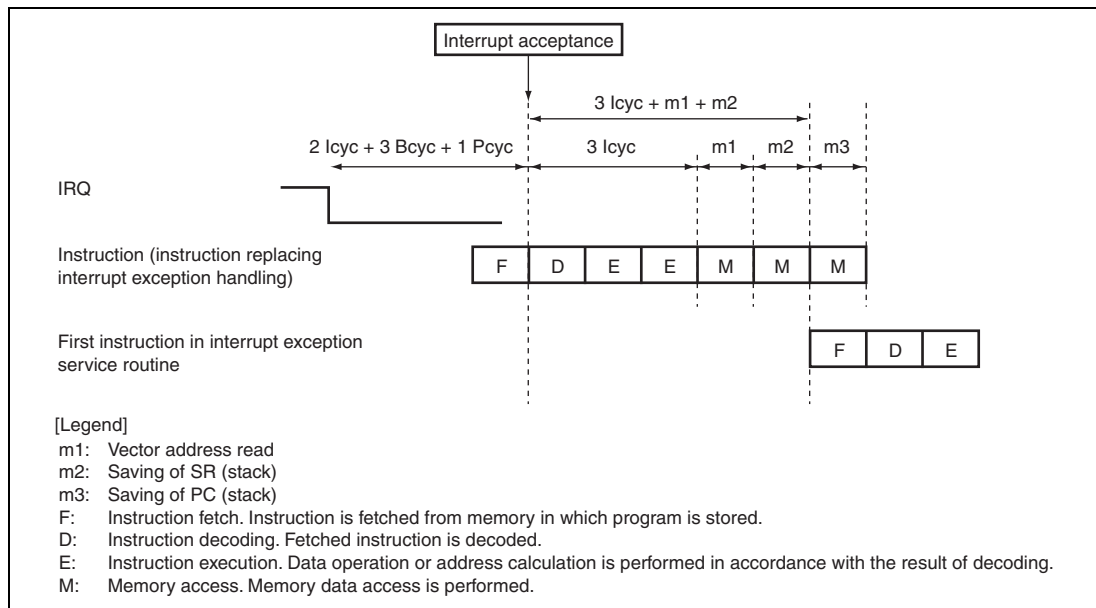 Interrupt acceptance
3 Icyc + m1 + m2
2 Icyc + 3 Bcyc + 1 Pcyc
3 Icyc
m1
m2
m3
IRQ
Instruction (instruction replacing
interrupt exception handling)
F D E E M M M
First instruction in interrupt exception
service routine
F D E
[Legend]
m1: Vector address read
m2: Saving of SR (stack)
m3: Saving of PC (stack)
F: Instruction fetch. Instruction is fetched from memory in which program is stored.
D: Instruction decoding. Fetched instruction is decoded.
E: Instruction execution. Data operation or address calculation is performed in accordance with the result of decoding.
M: Memory access. Memory data access is performed.